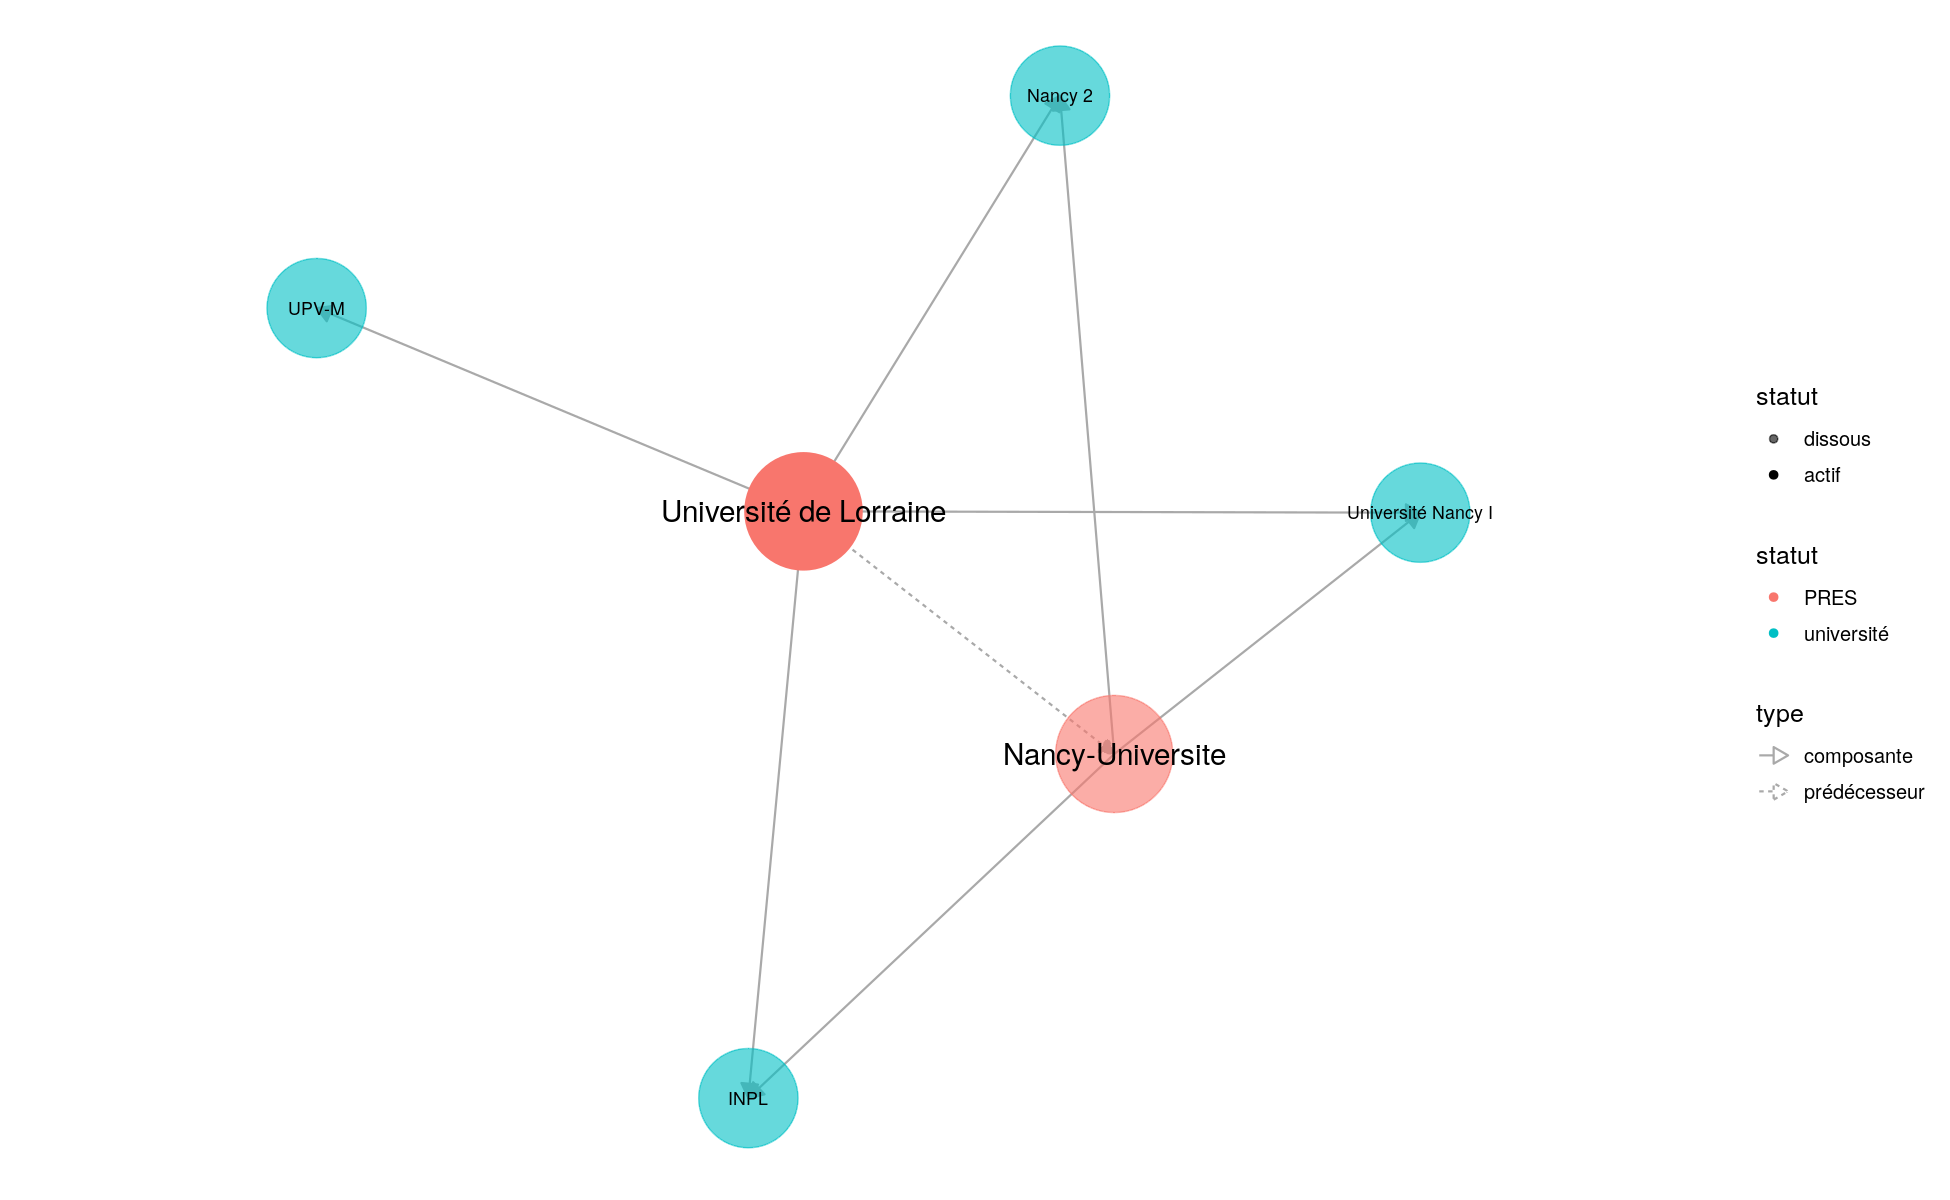 Nancy 2
UPV-M
Université de Lorraine
Université Nancy I
Nancy-Universite
INPL
statut
dissous
actif
statut
PRES
université
type
composante
prédécesseur